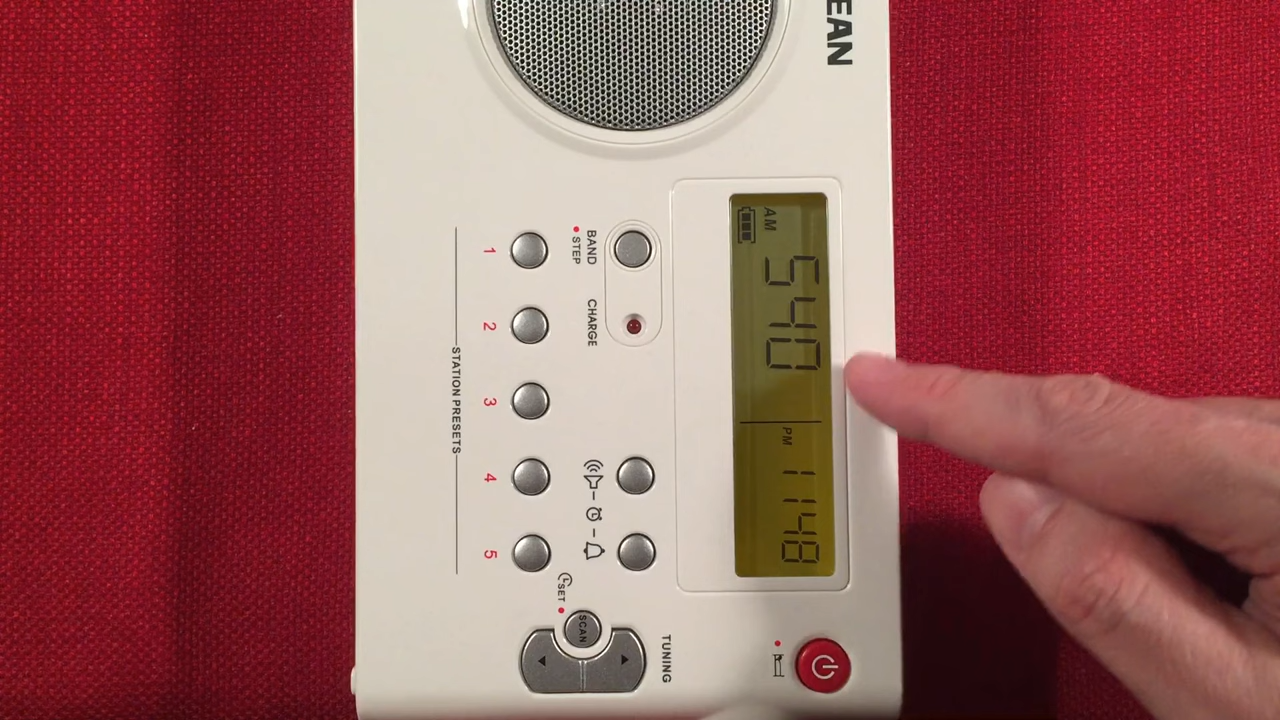 EAN
AM 540 PM 1148
BAND
STEP
CHARGE
1 2 3 4 5
STATION PRESETS
SET
SCAN
TUNING